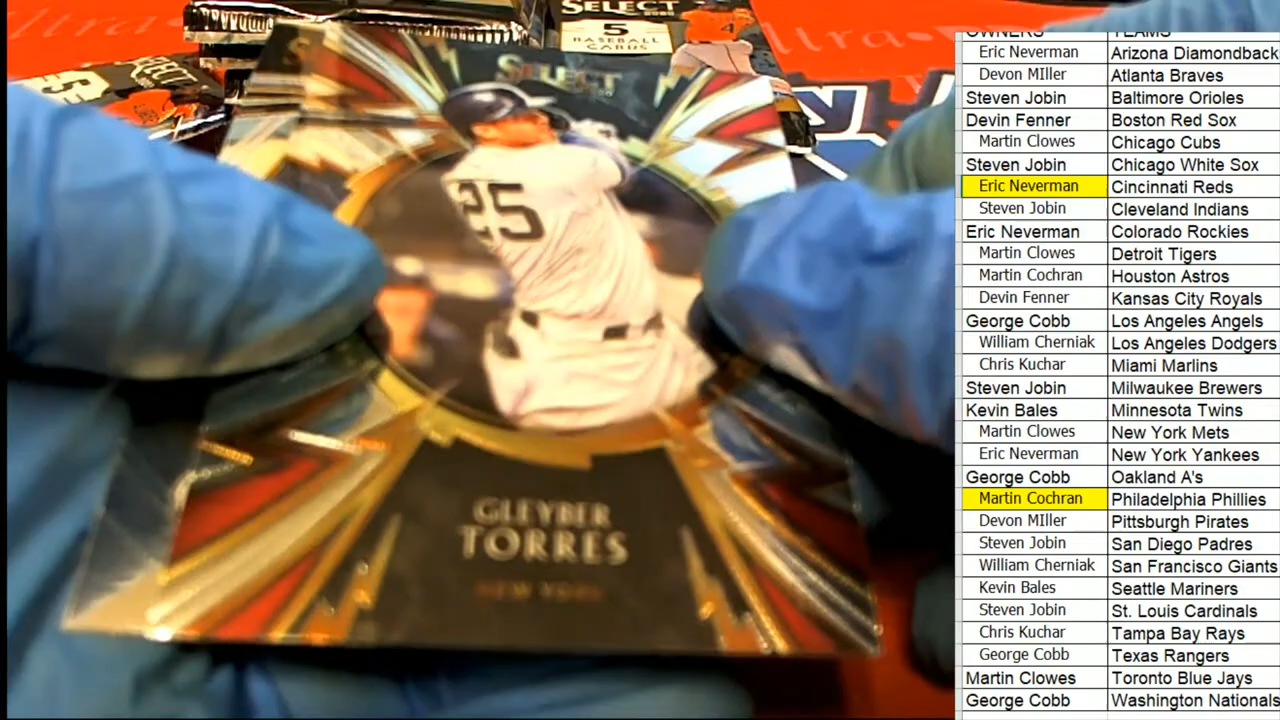 SELECT
5
BASEBALL
CARDS
SELECT
SELECT
25
GLEYBER
TORRES
NEW YORK
OWNERS TEAMS
Eric Neverman Arizona Diamondback
Devon MIller Atlanta Braves
Steven Jobin Baltimore Orioles
Devin Fenner Boston Red Sox
Martin Clowes Chicago Cubs
Steven Jobin Chicago White Sox
Eric Neverman Cincinnati Reds
Steven Jobin Cleveland Indians
Eric Neverman Colorado Rockies
Martin Clowes Detroit Tigers
Martin Cochran Houston Astros
Devin Fenner Kansas City Royals
George Cobb Los Angeles Angels
William Cherniak Los Angeles Dodgers
Chris Kuchar Miami Marlins
Steven Jobin Milwaukee Brewers
Kevin Bales Minnesota Twins
Martin Clowes New York Mets
Eric Neverman New York Yankees
George Cobb Oakland A's
Martin Cochran Philadelphia Phillies
Devon MIller Pittsburgh Pirates
Steven Jobin San Diego Padres
William Cherniak San Francisco Giants
Kevin Bales Seattle Mariners
Steven Jobin St. Louis Cardinals
Chris Kuchar Tampa Bay Rays
George Cobb Texas Rangers
Martin Clowes Toronto Blue Jays
George Cobb Washington Nationals